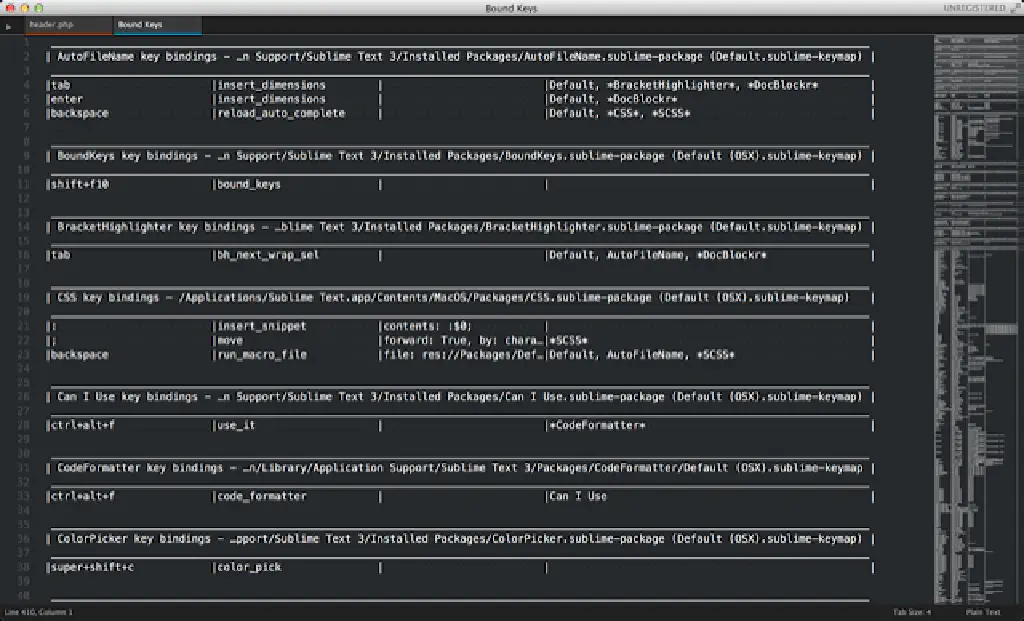 Bound Keys
UNREGISTERED
header.php
Bound Keys
1
2 | AutoFileName key bindings – …n Support/Sublime Text 3/Installed Packages/AutoFileName.sublime-package (Default.sublime-keymap) |
3
4 |tab |insert_dimensions | |Default, *BracketHighlighter*, *DocBlockr* |
5 |enter |insert_dimensions | |Default, *DocBlockr* |
6 |backspace |reload_auto_complete | |Default, *CSS*, *SCSS* |
7
8
9 | BoundKeys key bindings – …n Support/Sublime Text 3/Installed Packages/BoundKeys.sublime-package (Default (OSX).sublime-keymap) |
10
11 |shift+f10 |bound_keys | | |
12
13
14 | BracketHighlighter key bindings – …blime Text 3/Installed Packages/BracketHighlighter.sublime-package (Default.sublime-keymap) |
15
16 |tab |bh_next_wrap_sel | |Default, AutoFileName, *DocBlockr* |
17
18
19 | CSS key bindings – /Applications/Sublime Text.app/Contents/MacOS/Packages/CSS.sublime-package (Default (OSX).sublime-keymap) |
20
21 |: |insert_snippet |contents: :$0; | |
22 |; |move |forward: True, by: chara…|*SCSS* |
23 |backspace |run_macro_file |file: res://Packages/Def…|Default, AutoFileName, *SCSS* |
24
25
26 | Can I Use key bindings – …n Support/Sublime Text 3/Installed Packages/Can I Use.sublime-package (Default (OSX).sublime-keymap) |
27
28 |ctrl+alt+f |use_it | |*CodeFormatter* |
29
30
31 | CodeFormatter key bindings – …n/Library/Application Support/Sublime Text 3/Packages/CodeFormatter/Default (OSX).sublime-keymap |
32
33 |ctrl+alt+f |code_formatter | |Can I Use |
34
35
36 | ColorPicker key bindings – …pport/Sublime Text 3/Installed Packages/ColorPicker.sublime-package (Default (OSX).sublime-keymap) |
37
38 |super+shift+c |color_pick | | |
39
40
Line 410, Column 1
Tab Size: 4
Plain Text